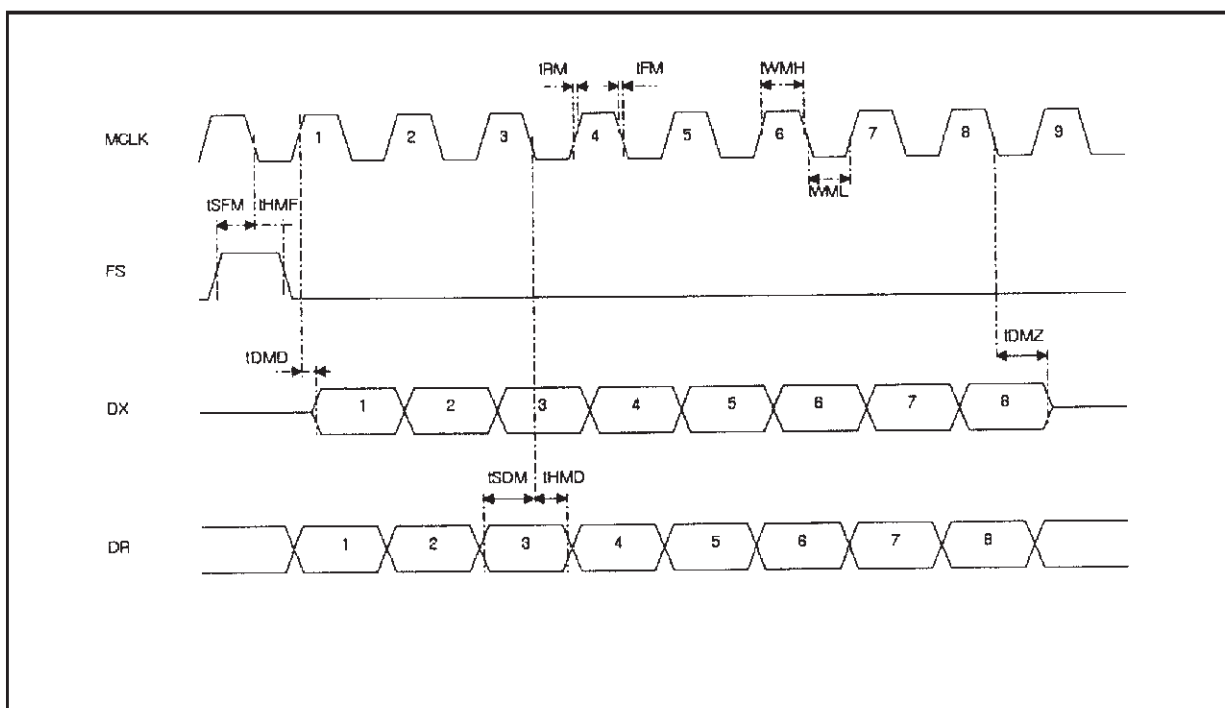 tRM tFM tWMH
MCLK 1 2 3 4 5 6 7 8 9
tWML
tSFM tHMF
FS
tDMD tDMZ
DX 1 2 3 4 5 6 7 8
tSDM tHMD
DR 1 2 3 4 5 6 7 8